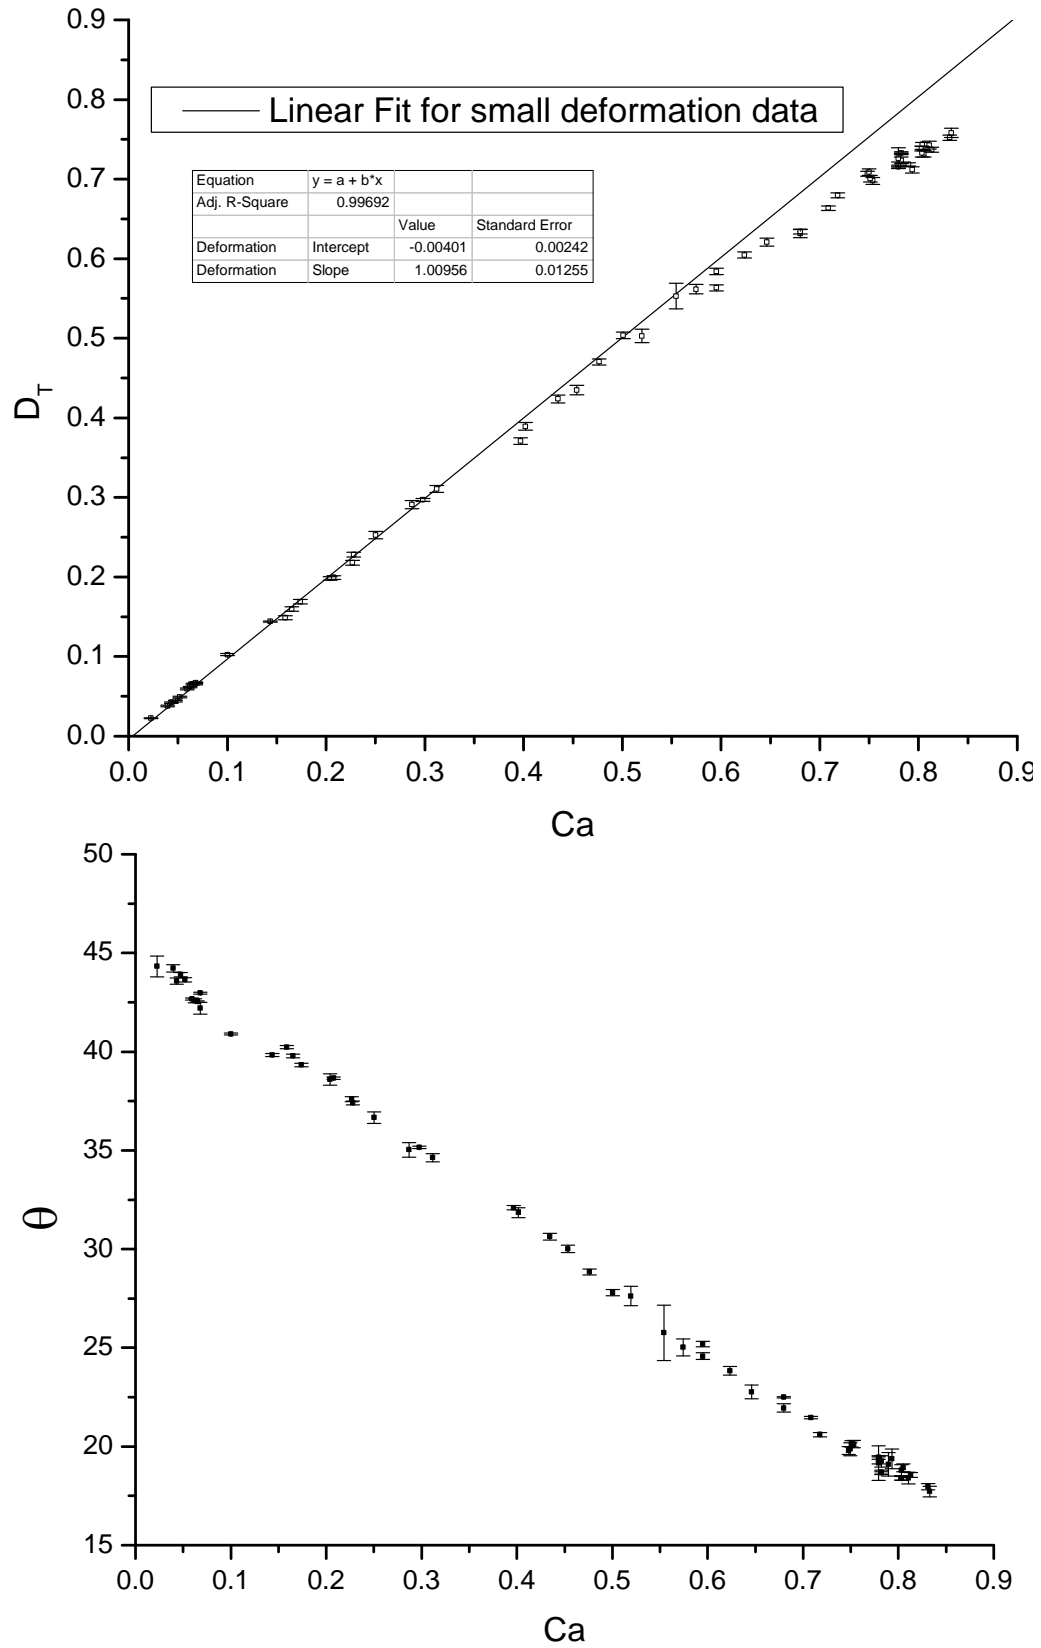 0.9
0.8
0.7
0.6
0.5
0.4
0.3
0.2
0.1
0.0
D_T
Linear Fit for small deformation data
Equation y = a + b*x
Adj. R-Square 0.99692
Value Standard Error
Deformation Intercept -0.00401 0.00242
Deformation Slope 1.00956 0.01255
0.0 0.1 0.2 0.3 0.4 0.5 0.6 0.7 0.8 0.9
Ca
50
45
40
35
30
25
20
15
θ
0.0 0.1 0.2 0.3 0.4 0.5 0.6 0.7 0.8 0.9
Ca